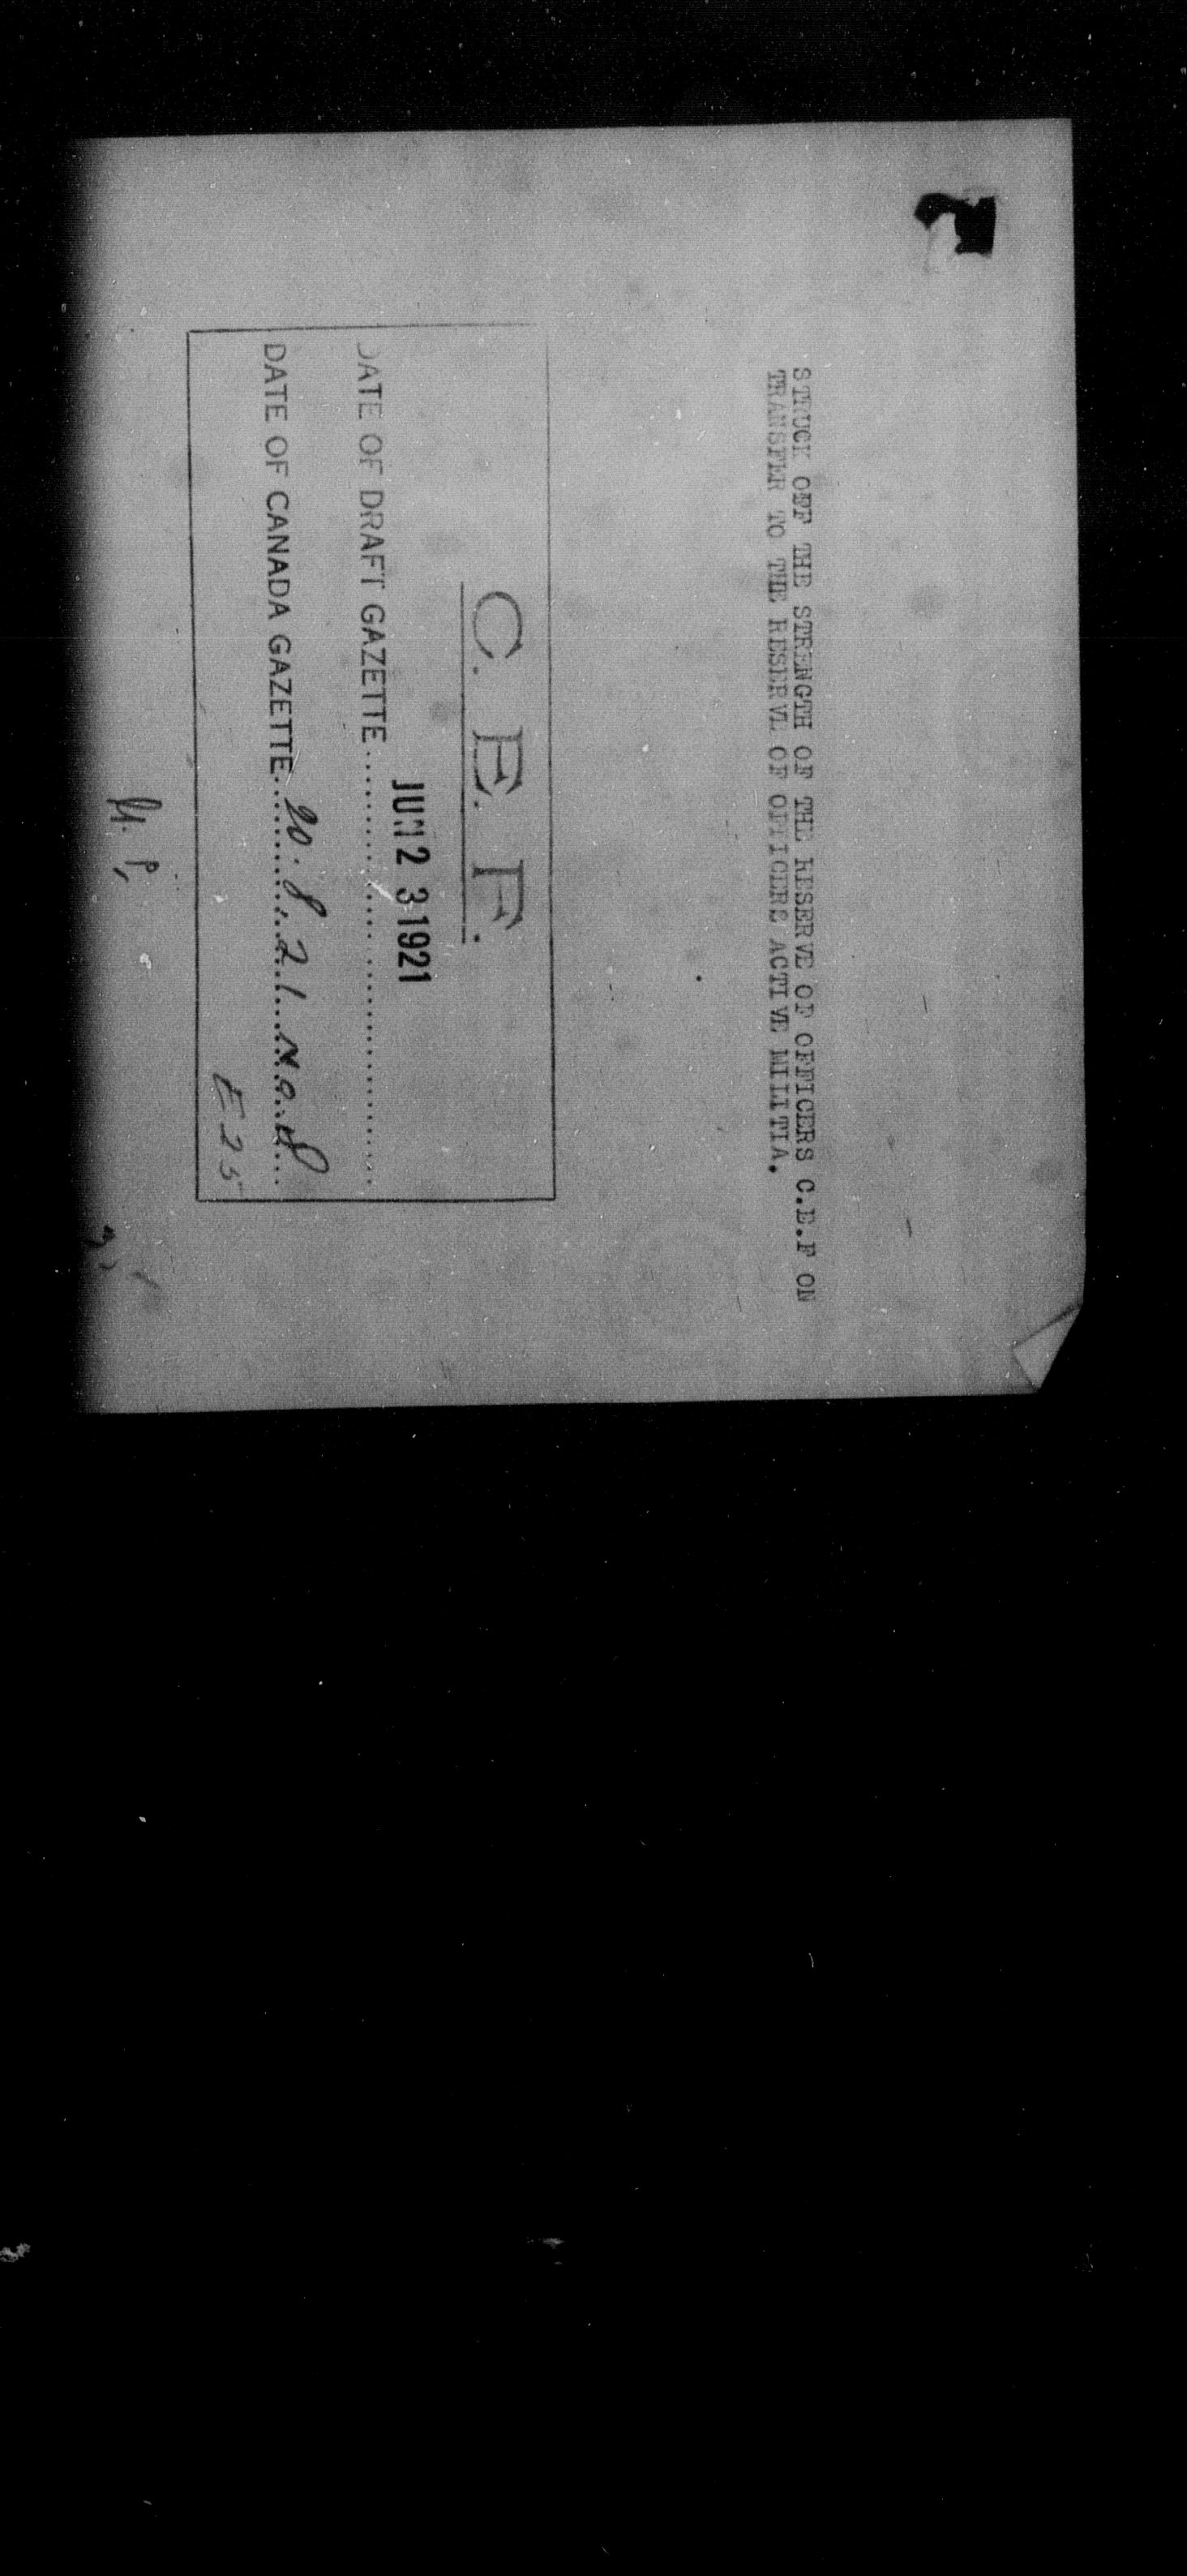 STRUCK OFF THE STRENGTH OF THE RESERVE OF OFFICERS C.E.F ON
TRANSFER TO THE RESERVE OF OFFICERS ACTIVE MILITIA.
C. E. F.
JUN 23 1921
DATE OF DRAFT GAZETTE
DATE OF CANADA GAZETTE 20.8.21. No. 8
E 25